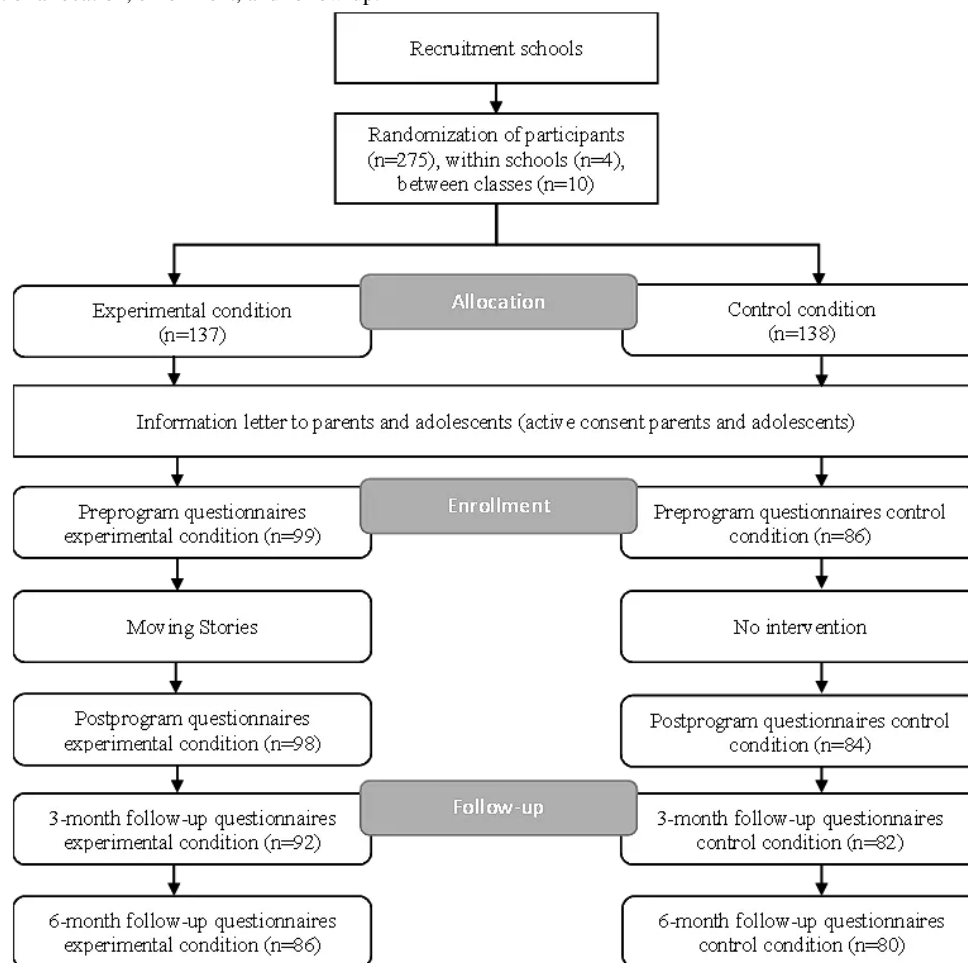 Recruitment schools
Randomization of participants
(n=275), within schools (n=4),
between classes (n=10)
Allocation
Experimental condition
(n=137)
Control condition
(n=138)
Information letter to parents and adolescents (active consent parents and adolescents)
Enrollment
Preprogram questionnaires
experimental condition (n=99)
Preprogram questionnaires control
condition (n=86)
Moving Stories
No intervention
Postprogram questionnaires
experimental condition (n=98)
Postprogram questionnaires control
condition (n=84)
Follow-up
3-month follow-up questionnaires
experimental condition (n=92)
3-month follow-up questionnaires
control condition (n=82)
6-month follow-up questionnaires
experimental condition (n=86)
6-month follow-up questionnaires
control condition (n=80)